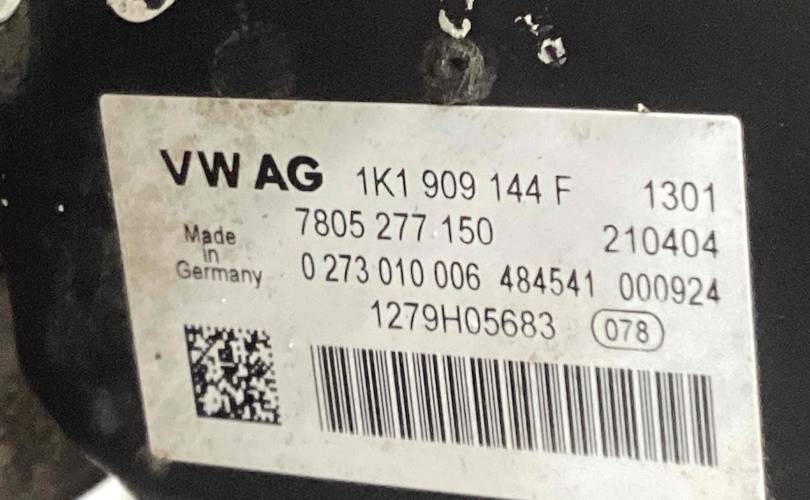 VW AG 1K1 909 144 F 1301
7805 277 150 210404
Made
in
Germany
0 273 010 006 484541 000924
1279H05683 078